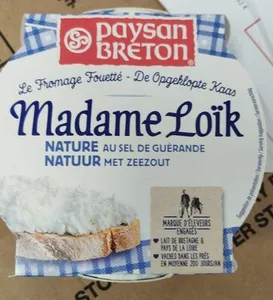 paysan
BRETON
Le Fromage Fouetté - De Opgeklopte Kaas
Madame Loïk
NATURE AU SEL DE GUÉRANDE
NATUUR MET ZEEZOUT
MARQUE D'ÉLEVEURS
ENGAGÉS
LAIT DE BRETAGNE &
PAYS DE LA LOIRE
VACHES DANS LES PRÉS
EN MOYENNE 200 JOURS/AN